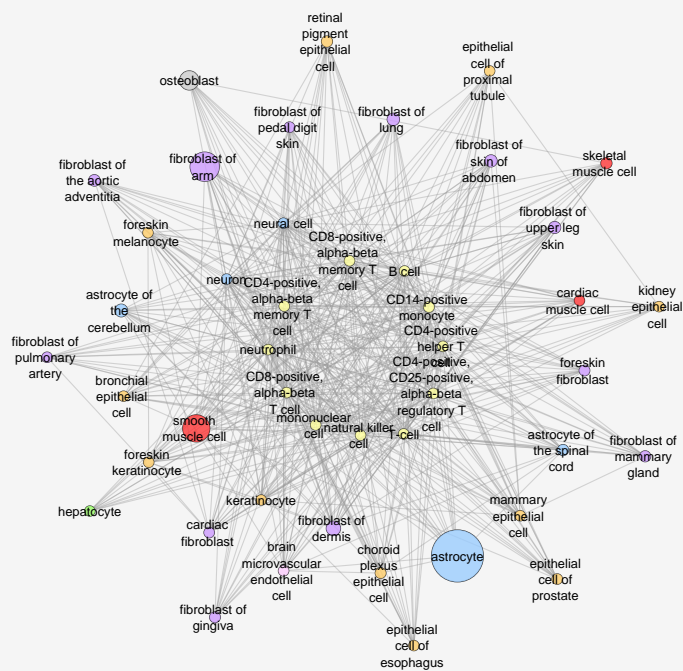 retinal
pigment
epithelial
cell
epithelial
cell of
proximal
tubule
osteoblast
fibroblast of
pedal digit
skin
fibroblast of
lung
fibroblast of
skin of
abdomen
skeletal
muscle cell
fibroblast of
arm
fibroblast of
the aortic
adventitia
foreskin
melanocyte
neural cell
fibroblast of
upper leg
skin
CD8-positive,
alpha-beta
memory T
cell
B cell
neuron
CD4-positive,
alpha-beta
memory T
cell
CD14-positive
monocyte
cardiac
muscle cell
kidney
epithelial
cell
astrocyte of
the
cerebellum
CD4-positive
helper T
cell
fibroblast of
pulmonary
artery
neutrophil
CD4-positive,
CD25-positive,
alpha-beta
regulatory T
cell
foreskin
fibroblast
bronchial
epithelial
cell
CD8-positive,
alpha-beta
T cell
smooth
muscle cell
mononuclear
cell
natural killer
cell
T-cell
astrocyte of
the spinal
cord
fibroblast of
mammary
gland
foreskin
keratinocyte
hepatocyte
keratinocyte
mammary
epithelial
cell
cardiac
fibroblast
fibroblast of
dermis
brain
microvascular
endothelial
cell
choroid
plexus
epithelial
cell
astrocyte
epithelial
cell of
prostate
fibroblast of
gingiva
epithelial
cell of
esophagus